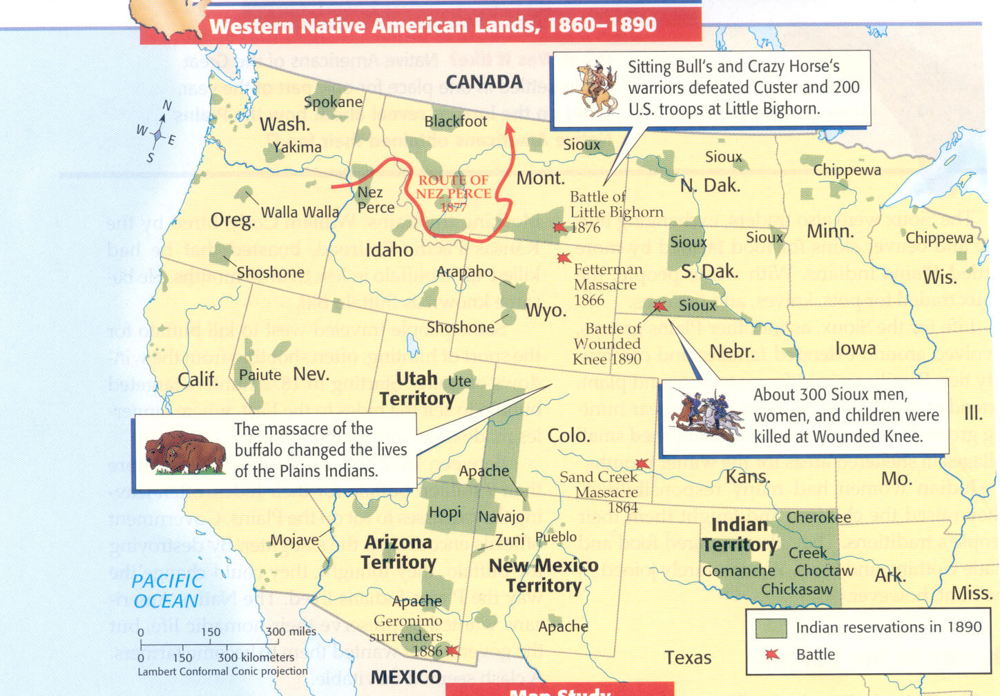 Western Native American Lands, 1860–1890
CANADA
Sitting Bull's and Crazy Horse's
warriors defeated Custer and 200
U.S. troops at Little Bighorn.
N
W
E
S
Spokane
Wash.
Yakima
Blackfoot
Sioux
Sioux
Chippewa
Mont.
N. Dak.
ROUTE OF
NEZ PERCE
1877
Nez
Perce
Walla Walla
Oreg.
Idaho
Battle of
Little Bighorn
1876
Sioux
Sioux
Minn.
Chippewa
Wis.
Shoshone
Arapaho
Fetterman
Massacre
1866
S. Dak.
Wyo.
Sioux
Shoshone
Battle of
Wounded
Knee 1890
Nebr.
Iowa
Calif.
Paiute
Nev.
Utah
Territory
Ute
About 300 Sioux men,
women, and children were
killed at Wounded Knee.
Ill.
The massacre of the
buffalo changed the lives
of the Plains Indians.
Colo.
Apache
Sand Creek
Massacre
1864
Kans.
Mo.
Hopi
Navajo
Zuni
Pueblo
Mojave
Arizona
Territory
New Mexico
Territory
Indian
Territory
Cherokee
Creek
Comanche
Choctaw
Chickasaw
Ark.
Miss.
PACIFIC
OCEAN
Apache
Geronimo
surrenders
1886
Apache
Texas
MEXICO
0 150 300 miles
0 150 300 kilometers
Lambert Conformal Conic projection
Indian reservations in 1890
Battle
Map Study